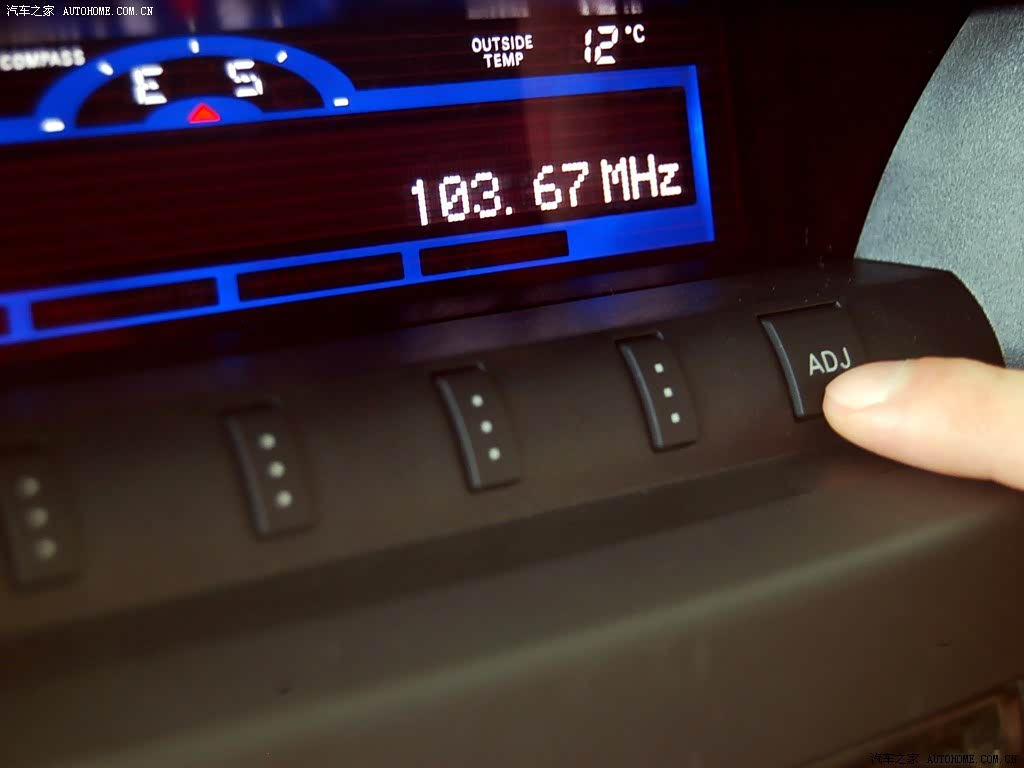 汽车之家 AUTOHOME.COM.CN
COMPASS
E S
OUTSIDE
TEMP
12°C
103.67 MHz
ADJ
汽车之家 AUTOHOME.COM.CN